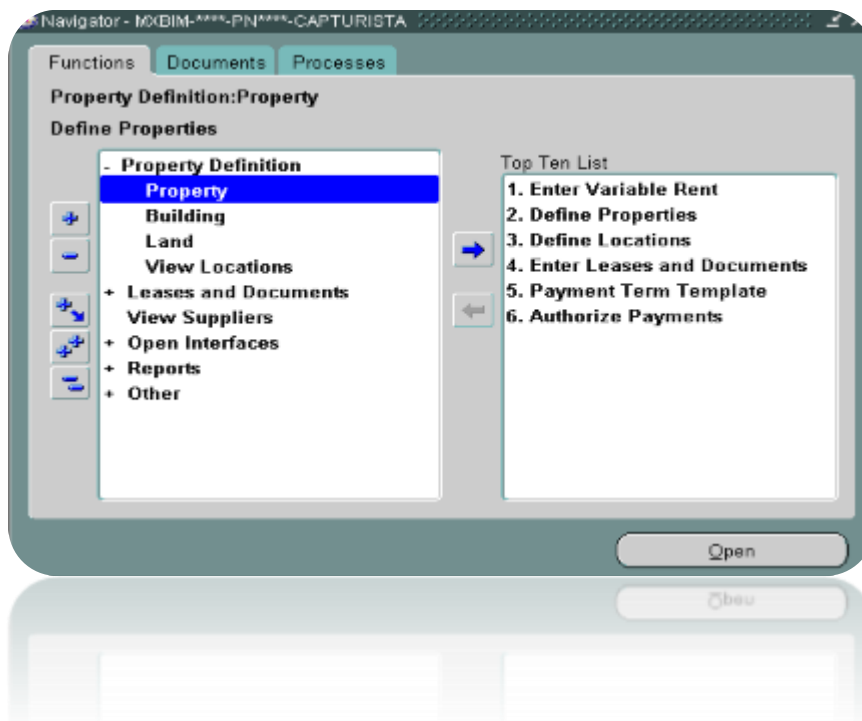 Navigator - MXBIM-****-PN****-CAPTURISTA
Functions Documents Processes
Property Definition:Property
Define Properties
- Property Definition
Property
Building
Land
View Locations
+ Leases and Documents
View Suppliers
+ Open Interfaces
+ Reports
+ Other
Top Ten List
1. Enter Variable Rent
2. Define Properties
3. Define Locations
4. Enter Leases and Documents
5. Payment Term Template
6. Authorize Payments
Open